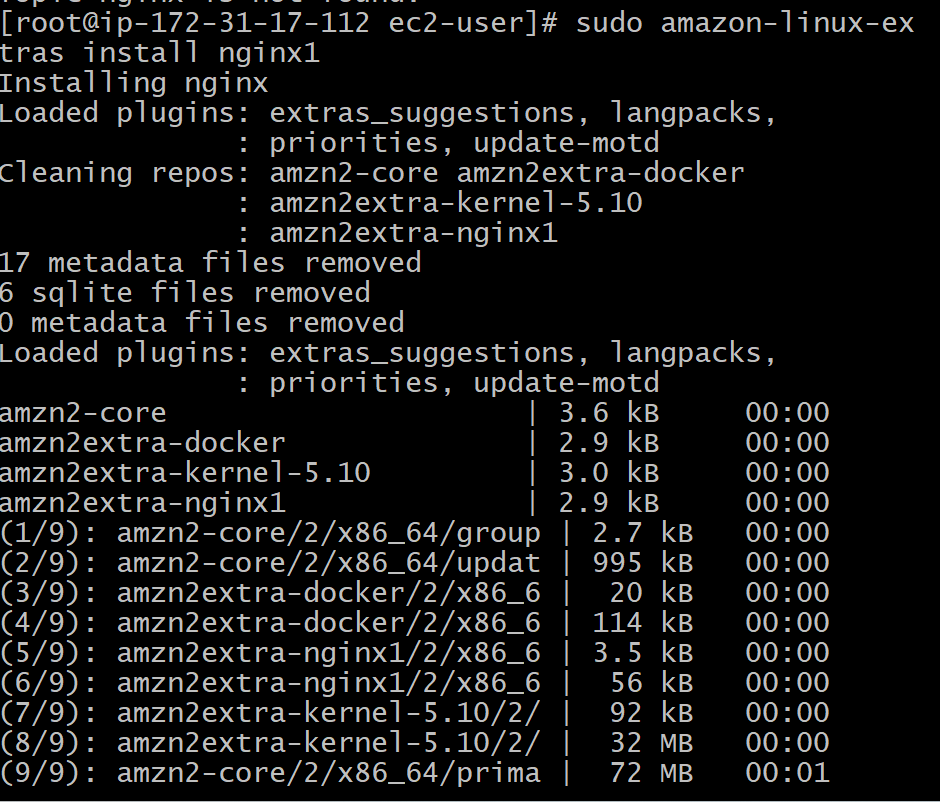 [root@ip-172-31-17-112 ec2-user]# sudo amazon-linux-ex
tras install nginx1
Installing nginx
Loaded plugins: extras_suggestions, langpacks,
              : priorities, update-motd
Cleaning repos: amzn2-core amzn2extra-docker
              : amzn2extra-kernel-5.10
              : amzn2extra-nginx1
17 metadata files removed
6 sqlite files removed
0 metadata files removed
Loaded plugins: extras_suggestions, langpacks,
              : priorities, update-motd
amzn2-core                     | 3.6 kB     00:00
amzn2extra-docker              | 2.9 kB     00:00
amzn2extra-kernel-5.10         | 3.0 kB     00:00
amzn2extra-nginx1              | 2.9 kB     00:00
(1/9): amzn2-core/2/x86_64/group | 2.7 kB   00:00
(2/9): amzn2-core/2/x86_64/updat | 995 kB   00:00
(3/9): amzn2extra-docker/2/x86_6 |  20 kB   00:00
(4/9): amzn2extra-docker/2/x86_6 | 114 kB   00:00
(5/9): amzn2extra-nginx1/2/x86_6 | 3.5 kB   00:00
(6/9): amzn2extra-nginx1/2/x86_6 |  56 kB   00:00
(7/9): amzn2extra-kernel-5.10/2/ |  92 kB   00:00
(8/9): amzn2extra-kernel-5.10/2/ |  32 MB   00:00
(9/9): amzn2-core/2/x86_64/prima |  72 MB   00:01